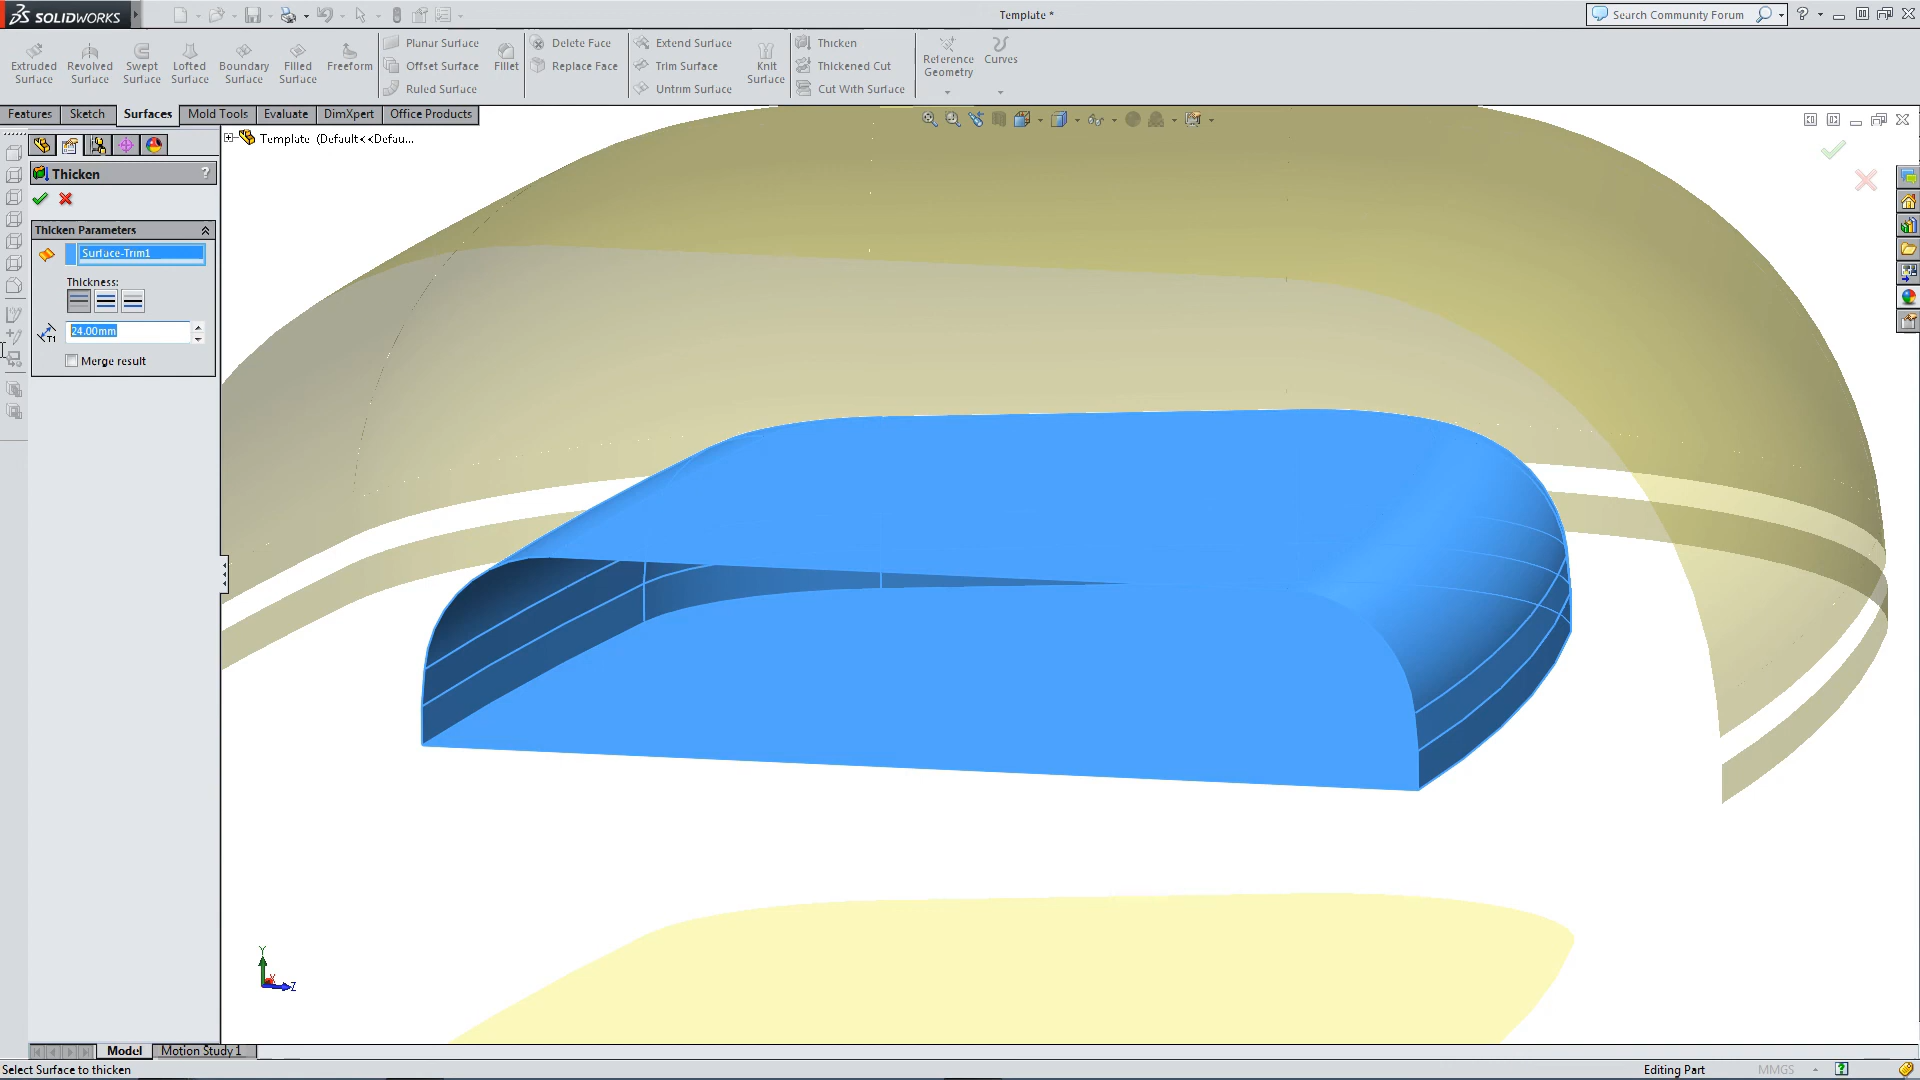 SOLIDWORKS
Template *
Search Community Forum
Extruded Surface
Revolved Surface
Swept Surface
Lofted Surface
Boundary Surface
Filled Surface
Freeform
Planar Surface
Offset Surface
Ruled Surface
Fillet
Delete Face
Replace Face
Extend Surface
Trim Surface
Untrim Surface
Knit Surface
Thicken
Thickened Cut
Cut With Surface
Reference Geometry
Curves
Features
Sketch
Surfaces
Mold Tools
Evaluate
DimXpert
Office Products
Template (Default<<Defau...
Thicken
?
Thicken Parameters
Surface-Trim1
Thickness:
T1
24.00mm
Merge result
Y
X
Z
Model
Motion Study 1
Select Surface to thicken
Editing Part
MMGS